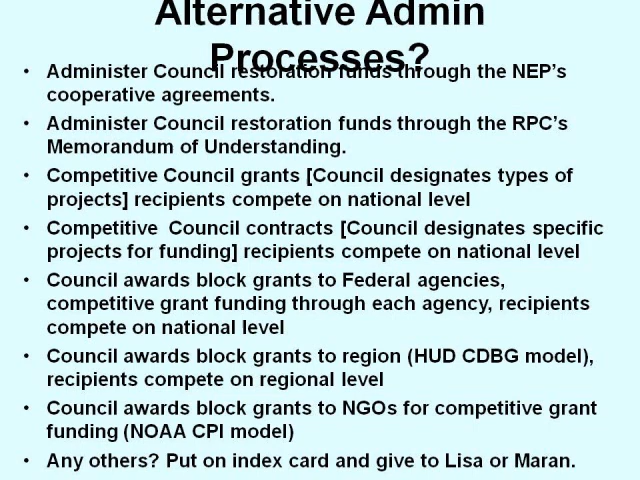 Alternative Admin
Processes?
• Administer Council restoration funds through the NEP's
cooperative agreements.
• Administer Council restoration funds through the RPC's
Memorandum of Understanding.
• Competitive Council grants [Council designates types of
projects] recipients compete on national level
• Competitive  Council contracts [Council designates specific
projects for funding] recipients compete on national level
• Council awards block grants to Federal agencies,
competitive grant funding through each agency, recipients
compete on national level
• Council awards block grants to region (HUD CDBG model),
recipients compete on regional level
• Council awards block grants to NGOs for competitive grant
funding (NOAA CPI model)
• Any others? Put on index card and give to Lisa or Maran.